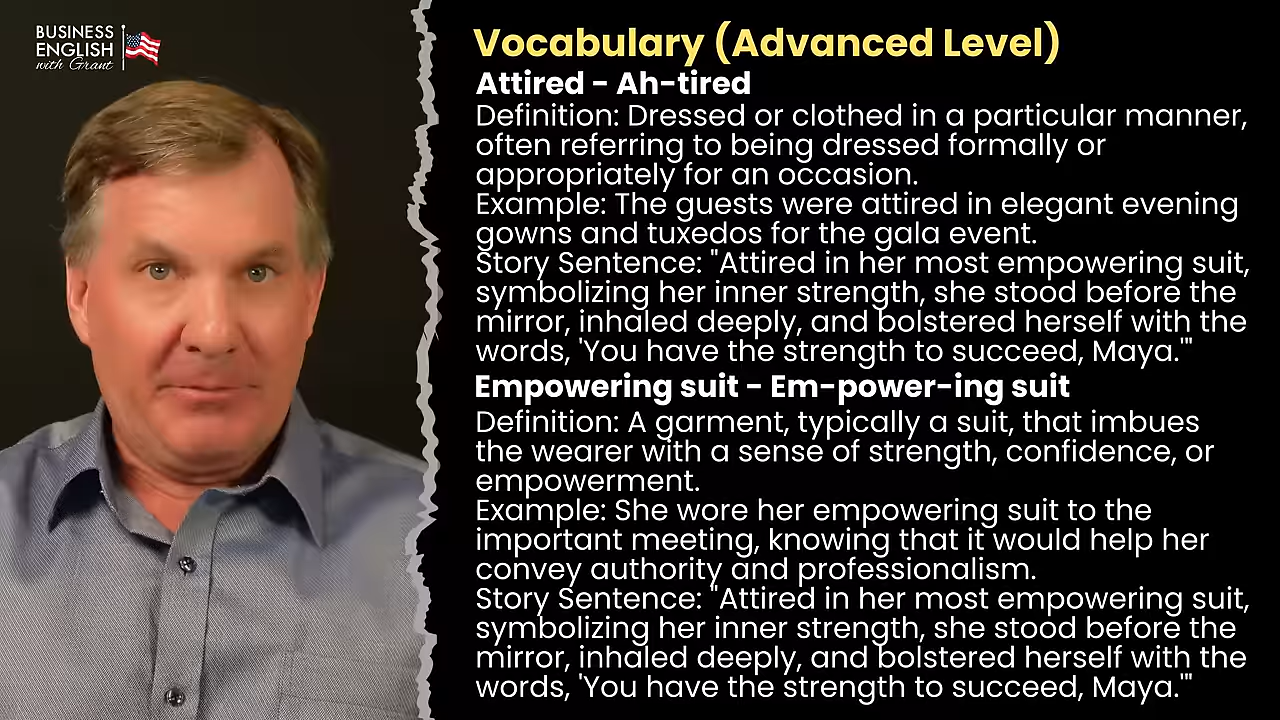 BUSINESS
ENGLISH
with Grant
Vocabulary (Advanced Level)
Attired - Ah-tired
Definition: Dressed or clothed in a particular manner,
often referring to being dressed formally or
appropriately for an occasion.
Example: The guests were attired in elegant evening
gowns and tuxedos for the gala event.
Story Sentence: "Attired in her most empowering suit,
symbolizing her inner strength, she stood before the
mirror, inhaled deeply, and bolstered herself with the
words, 'You have the strength to succeed, Maya.'"
Empowering suit - Em-power-ing suit
Definition: A garment, typically a suit, that imbues
the wearer with a sense of strength, confidence, or
empowerment.
Example: She wore her empowering suit to the
important meeting, knowing that it would help her
convey authority and professionalism.
Story Sentence: "Attired in her most empowering suit,
symbolizing her inner strength, she stood before the
mirror, inhaled deeply, and bolstered herself with the
words, 'You have the strength to succeed, Maya.'"